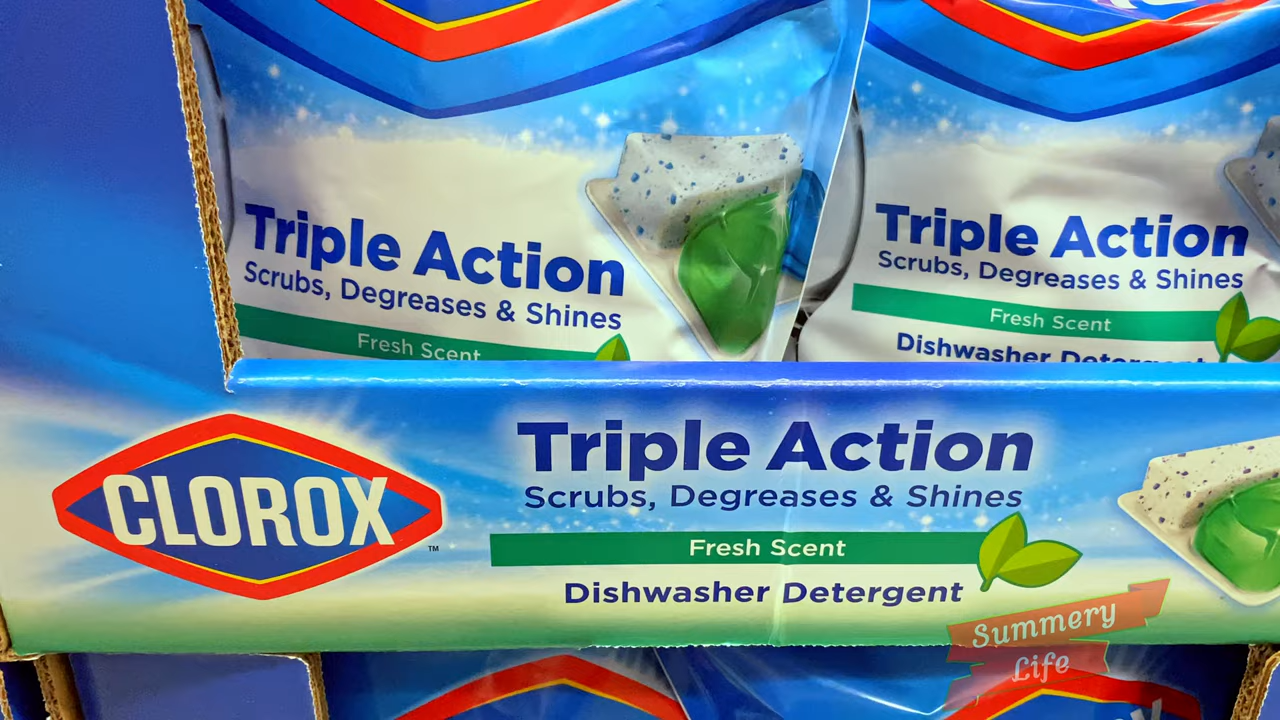 Triple Action
Scrubs, Degreases & Shines
Fresh Scent
Triple Action
Scrubs, Degreases & Shines
Fresh Scent
Dishwasher Detergent
CLOROX
TM
Triple Action
Scrubs, Degreases & Shines
Fresh Scent
Dishwasher Detergent
Summery
Life